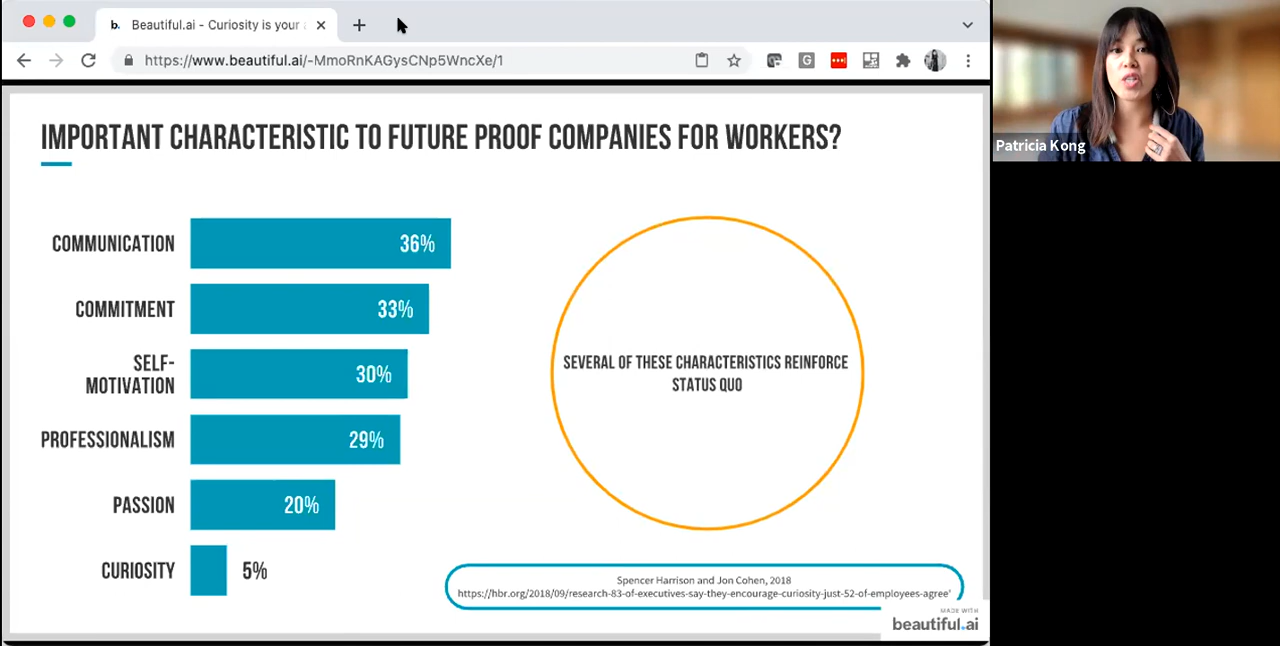 b. Beautiful.ai - Curiosity is your
https://www.beautiful.ai/-MmoRnKAGysCNp5WncXe/1
G
Patricia Kong
IMPORTANT CHARACTERISTIC TO FUTURE PROOF COMPANIES FOR WORKERS?
COMMUNICATION
36%
COMMITMENT
33%
SELF-
MOTIVATION
30%
PROFESSIONALISM
29%
PASSION
20%
CURIOSITY
5%
SEVERAL OF THESE CHARACTERISTICS REINFORCE
STATUS QUO
Spencer Harrison and Jon Cohen, 2018
https://hbr.org/2018/09/research-83-of-executives-say-they-encourage-curiosity-just-52-of-employees-agree'
MADE WITH
beautiful.ai